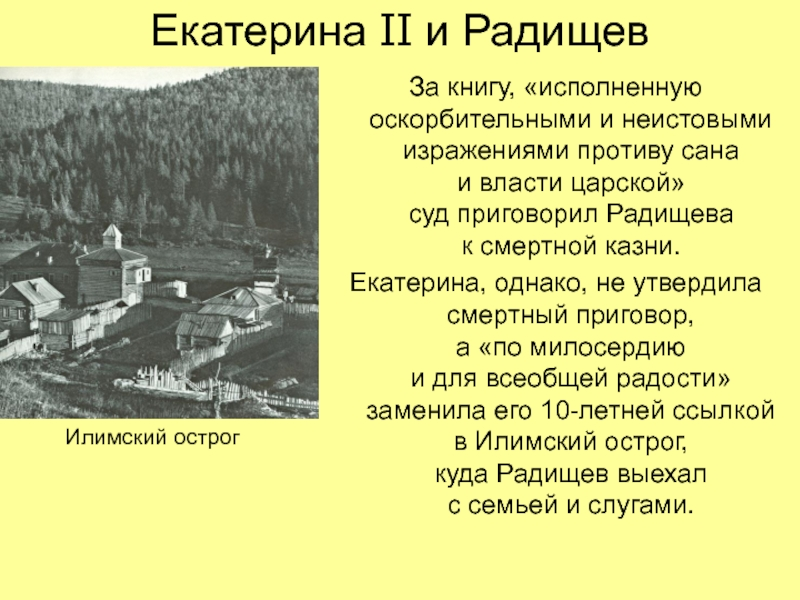 Екатерина II и Радищев
За книгу, «исполненную
оскорбительными и неистовыми
изражениями противу сана
и власти царской»
суд приговорил Радищева
к смертной казни.
Екатерина, однако, не утвердила
смертный приговор,
а «по милосердию
и для всеобщей радости»
заменила его 10-летней ссылкой
в Илимский острог,
куда Радищев выехал
с семьей и слугами.
Илимский острог